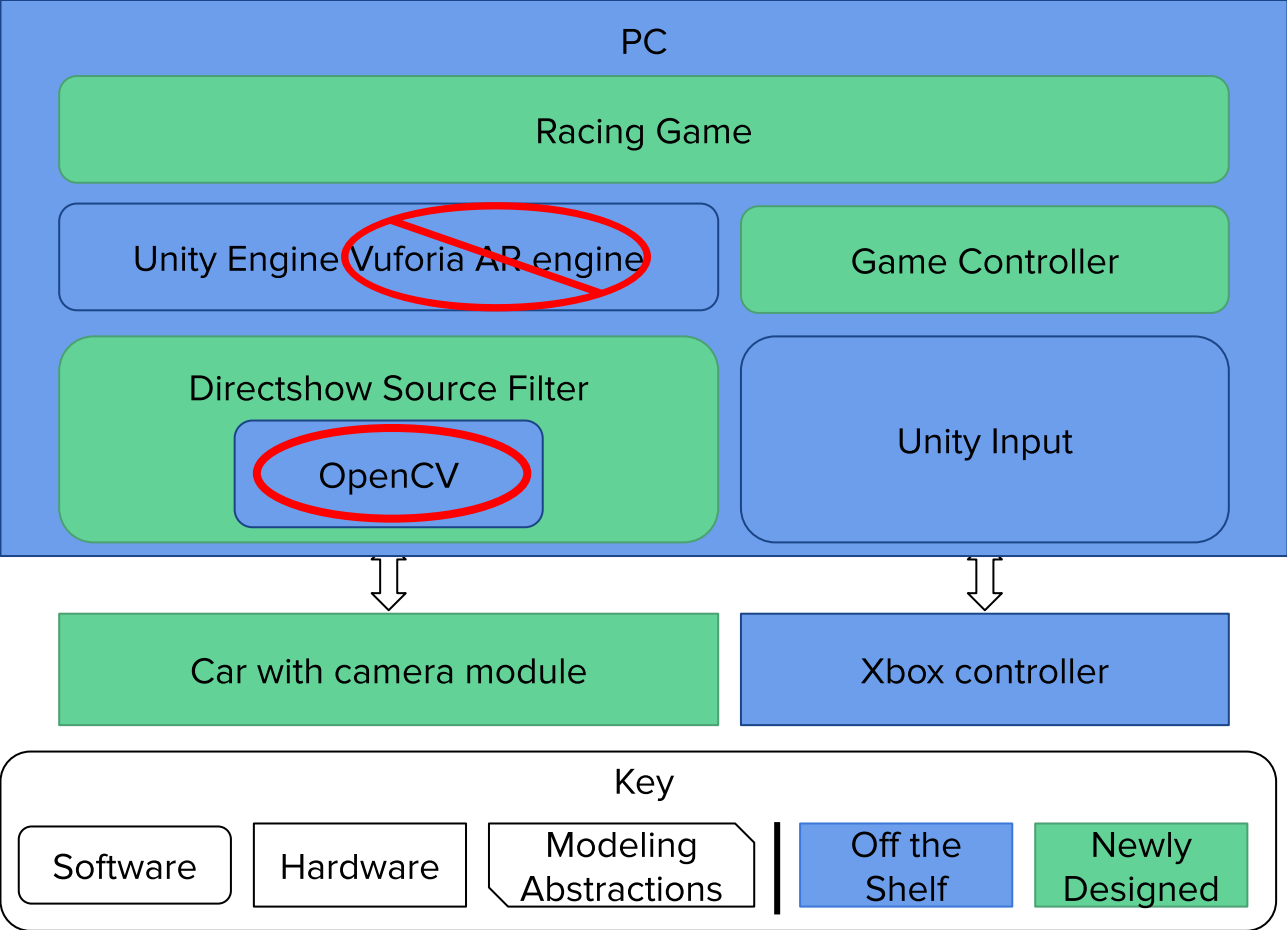 PC
Racing Game
Unity Engine Vuforia AR engine
Game Controller
Directshow Source Filter
OpenCV
Unity Input
Car with camera module
Xbox controller
Key
Software
Hardware
Modeling
Abstractions
Off the
Shelf
Newly
Designed